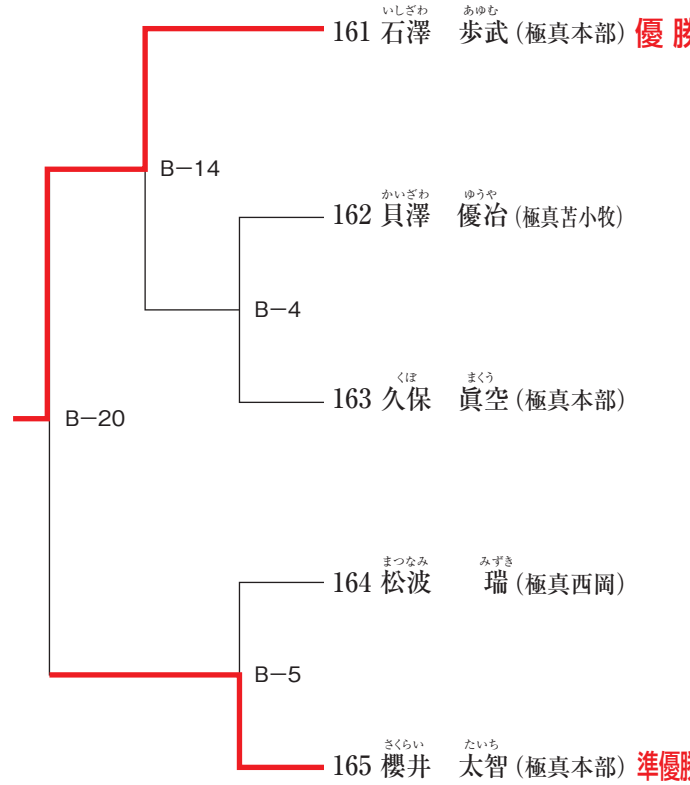 いしざわ あゆむ
161 石澤 歩武 (極真本部) 優勝
B−14
かいざわ ゆうや
162 貝澤 優冶 (極真苫小牧)
B−4
くぼ まくう
163 久保 眞空 (極真本部)
B−20
まつなみ みずき
164 松波 瑞 (極真西岡)
B−5
さくらい たいち
165 櫻井 太智 (極真本部) 準優勝